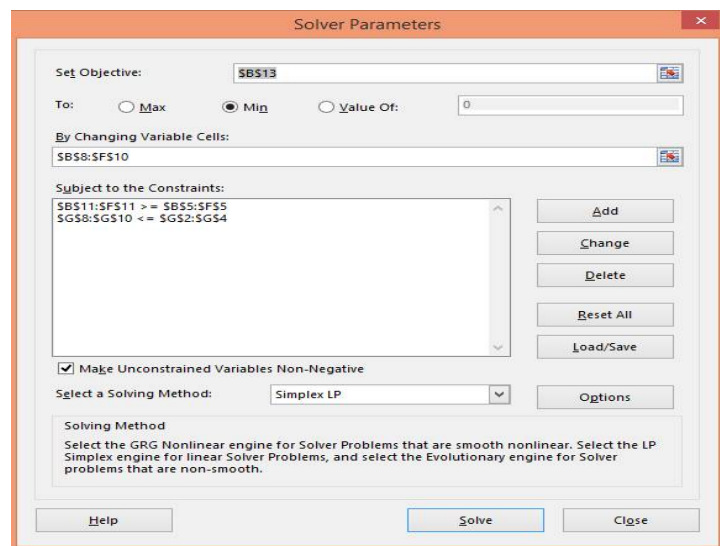 Solver Parameters
Set Objective: $B$13
To: Max Min Value Of: 0
By Changing Variable Cells:
$B$8:$F$10
Subject to the Constraints:
$B$11:$F$11 >= $B$5:$F$5
$G$8:$G$10 <= $G$2:$G$4
Add
Change
Delete
Reset All
Load/Save
Make Unconstrained Variables Non-Negative
Select a Solving Method: Simplex LP Options
Solving Method
Select the GRG Nonlinear engine for Solver Problems that are smooth nonlinear. Select the LP
Simplex engine for linear Solver Problems, and select the Evolutionary engine for Solver
problems that are non-smooth.
Help Solve Close